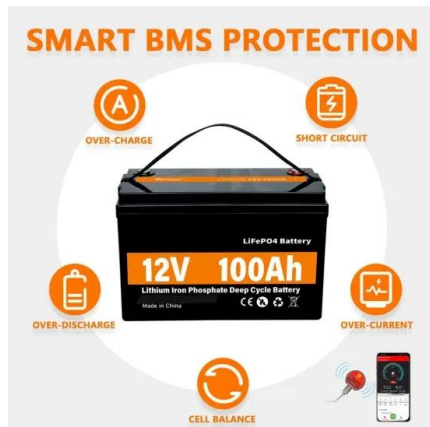 SMART BMS PROTECTION
OVER-CHARGE
SHORT CIRCUIT
LiFePO4 Battery
12V 100Ah
Lithium Iron Phosphate Deep Cycle Battery
Made in China
CE
OVER-DISCHARGE
OVER-CURRENT
CELL BALANCE